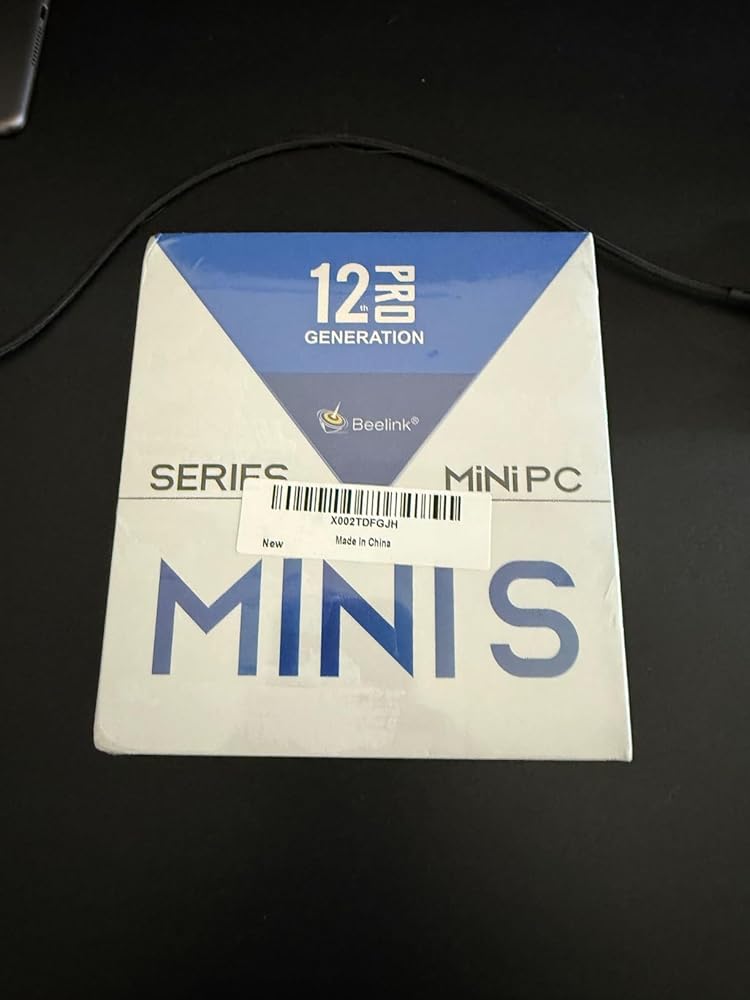 12th PRO
GENERATION
Beelink®
SERIES MiNi PC
X002TDFGJH
New Made In China
MINI S